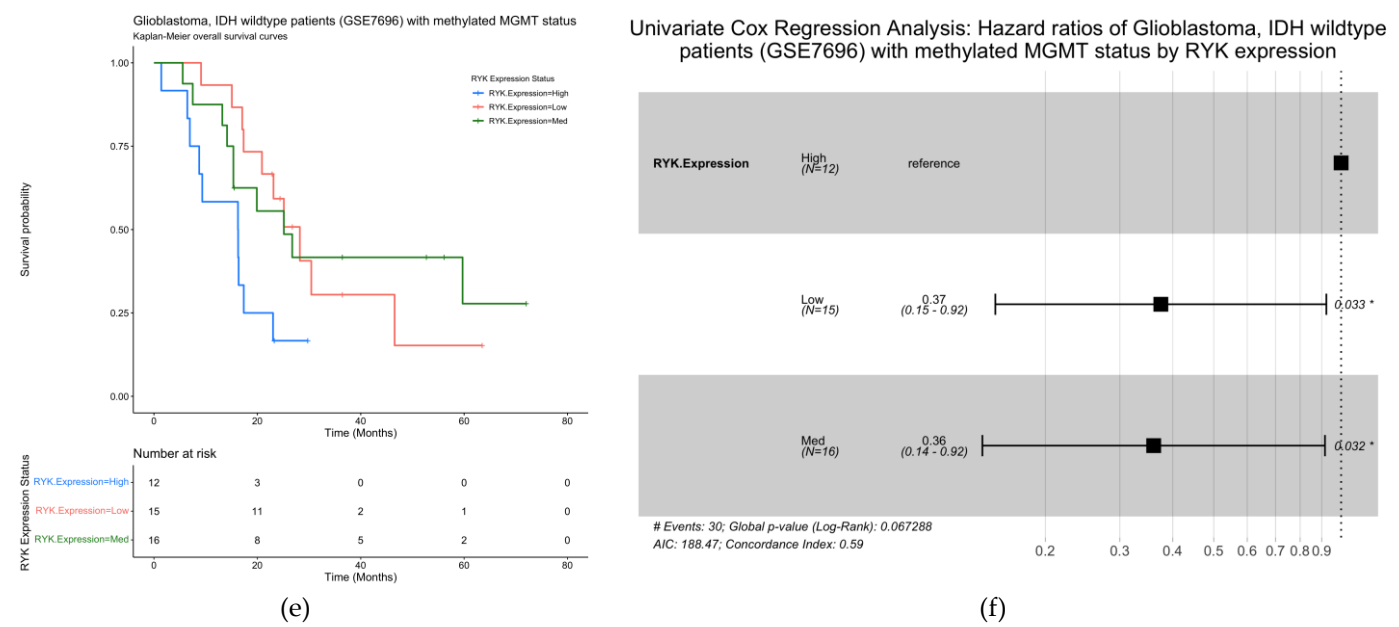 Glioblastoma, IDH wildtype patients (GSE7696) with methylated MGMT status
Kaplan-Meier overall survival curves
Survival probability
1.00
0.75
0.50
0.25
0.00
RYK Expression Status
RYK.Expression=High
RYK.Expression=Low
RYK.Expression=Med
0 20 40 60 80
Time (Months)
Number at risk
RYK Expression Status
RYK.Expression=High 12 3 0 0 0
RYK.Expression=Low 15 11 2 1 0
RYK.Expression=Med 16 8 5 2 0
0 20 40 60 80
Time (Months)
(e)
Univariate Cox Regression Analysis: Hazard ratios of Glioblastoma, IDH wildtype
patients (GSE7696) with methylated MGMT status by RYK expression
RYK.Expression High reference
(N=12)
Low 0.37 0.033 *
(N=15) (0.15 - 0.92)
Med 0.36 0.032 *
(N=16) (0.14 - 0.92)
# Events: 30; Global p-value (Log-Rank): 0.067288
AIC: 188.47; Concordance Index: 0.59
0.2 0.3 0.4 0.5 0.6 0.7 0.8 0.9
(f)